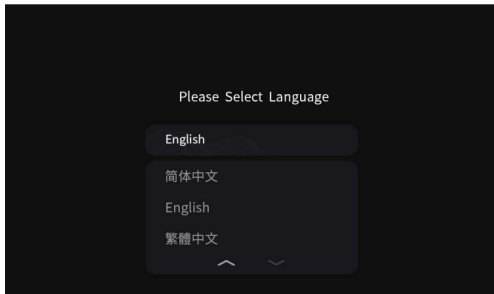 Please Select Language
English
简体中文
English
繁體中文